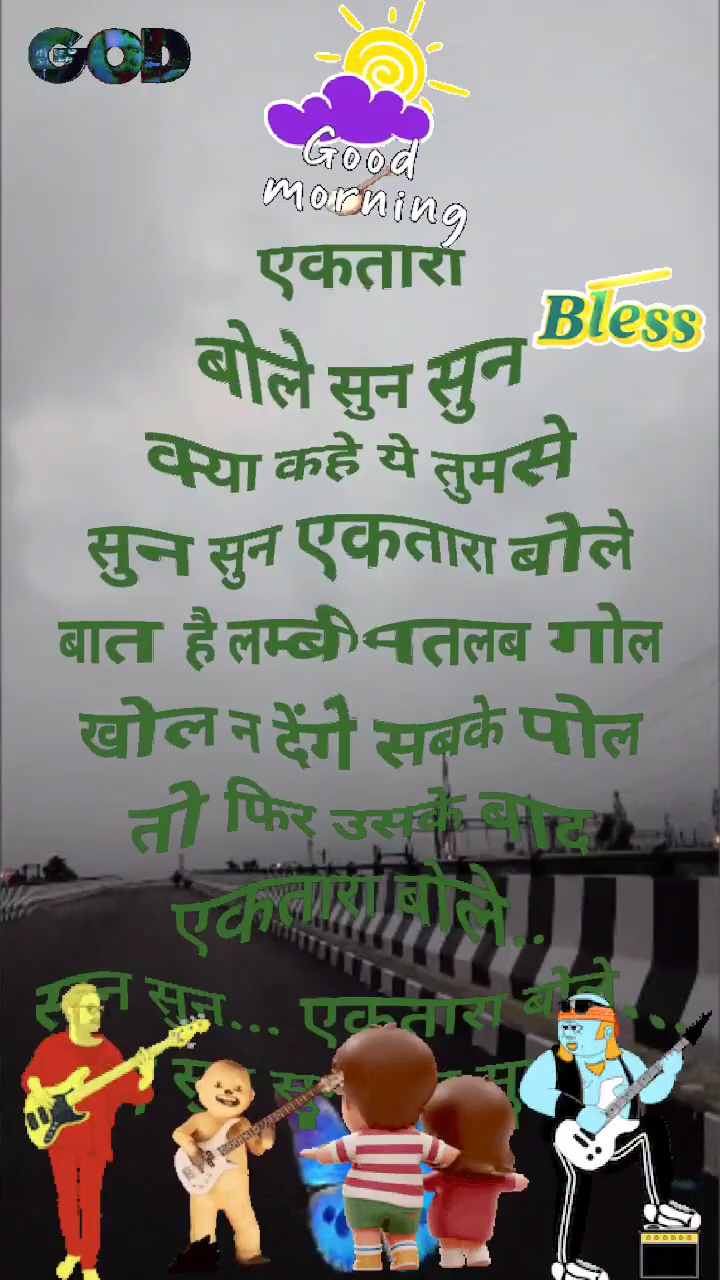 GOD
Good
morning
एकतारा
Bless
बोले सुन सुन
क्या कहे ये तुमसे
सुन सुन एकतारा बोले
बात है लम्बी मतलब गोल
खोल न देंगे सबके पोल
तो फिर उसके बाद
एकतारा बोले..
सुन सुन... एकतारा बोले...